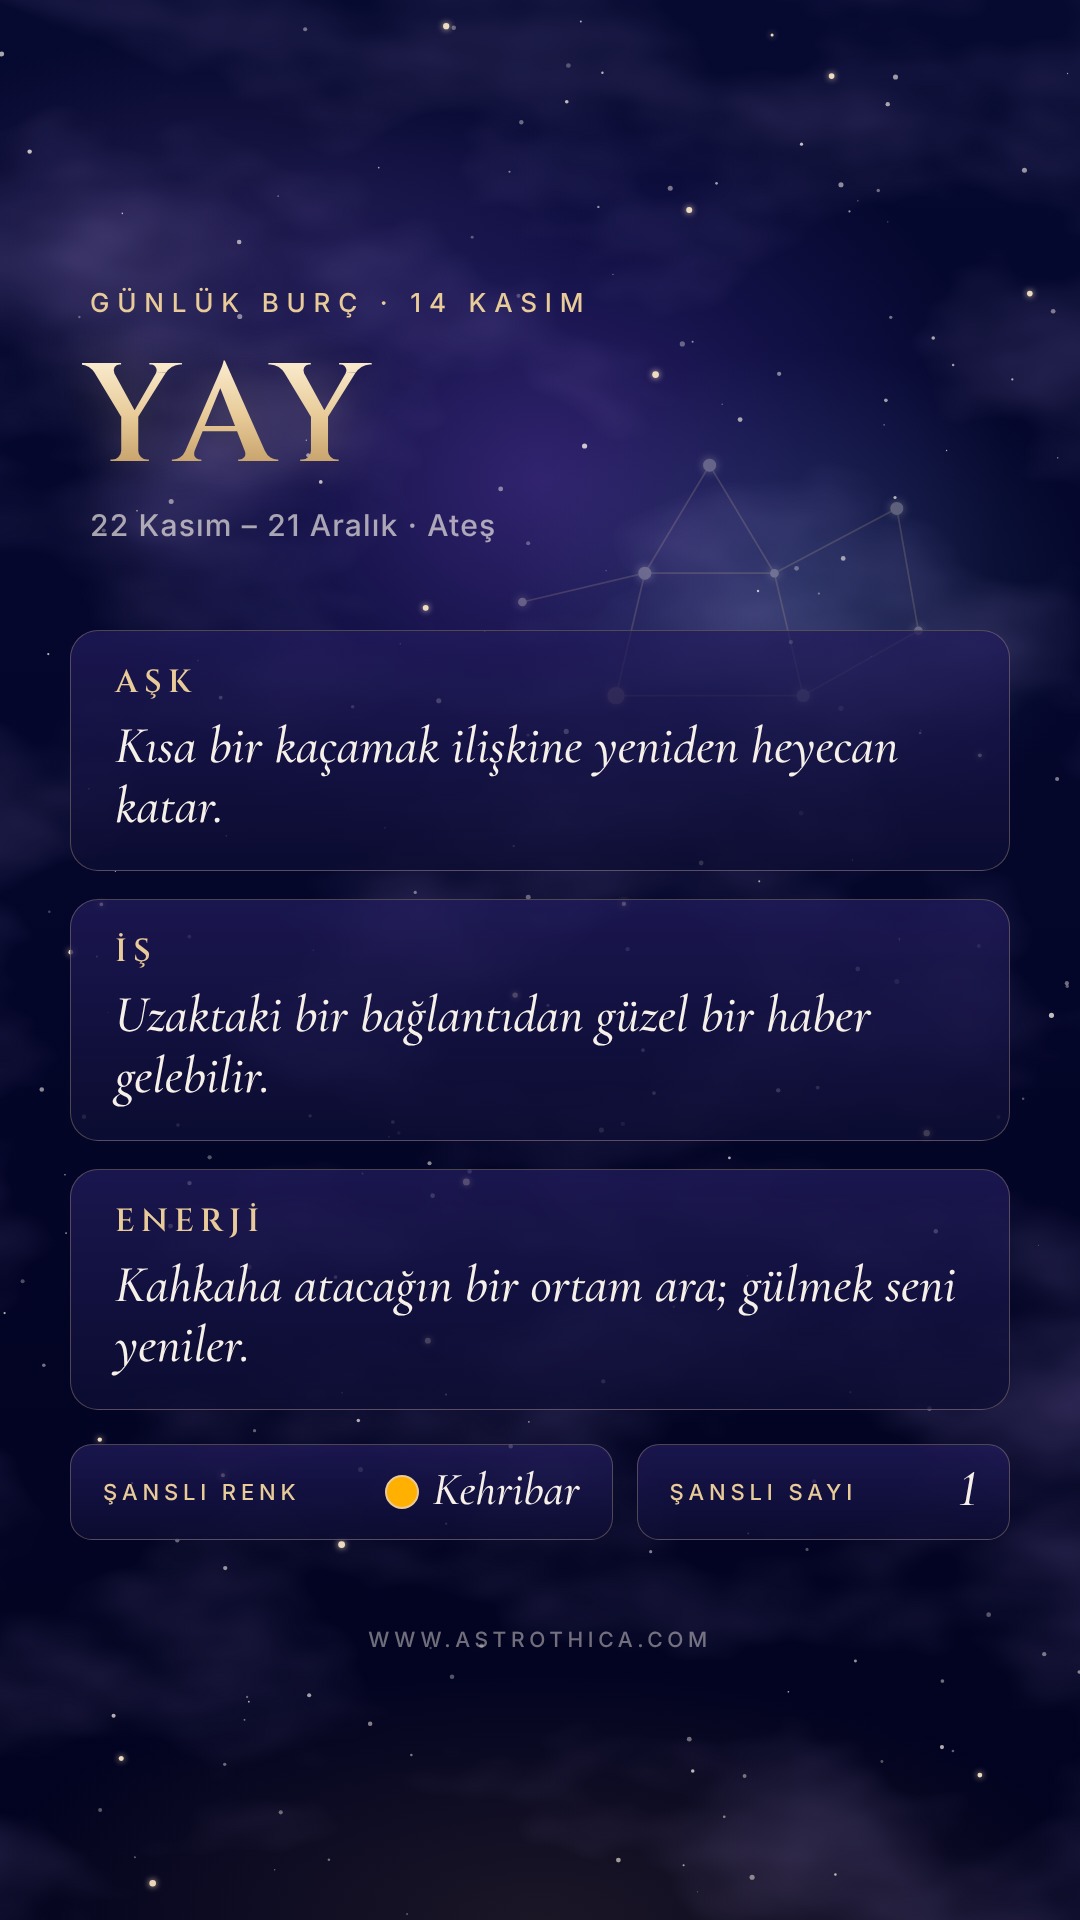 GÜNLÜK BURÇ · 14 KASIM
YAY
22 Kasım – 21 Aralık · Ateş
AŞK
Kısa bir kaçamak ilişkine yeniden heyecan
katar.
İŞ
Uzaktaki bir bağlantıdan güzel bir haber
gelebilir.
ENERJİ
Kahkaha atacağın bir ortam ara; gülmek seni
yeniler.
ŞANSLI RENK Kehribar
ŞANSLI SAYI 1
WWW.ASTROTHICA.COM